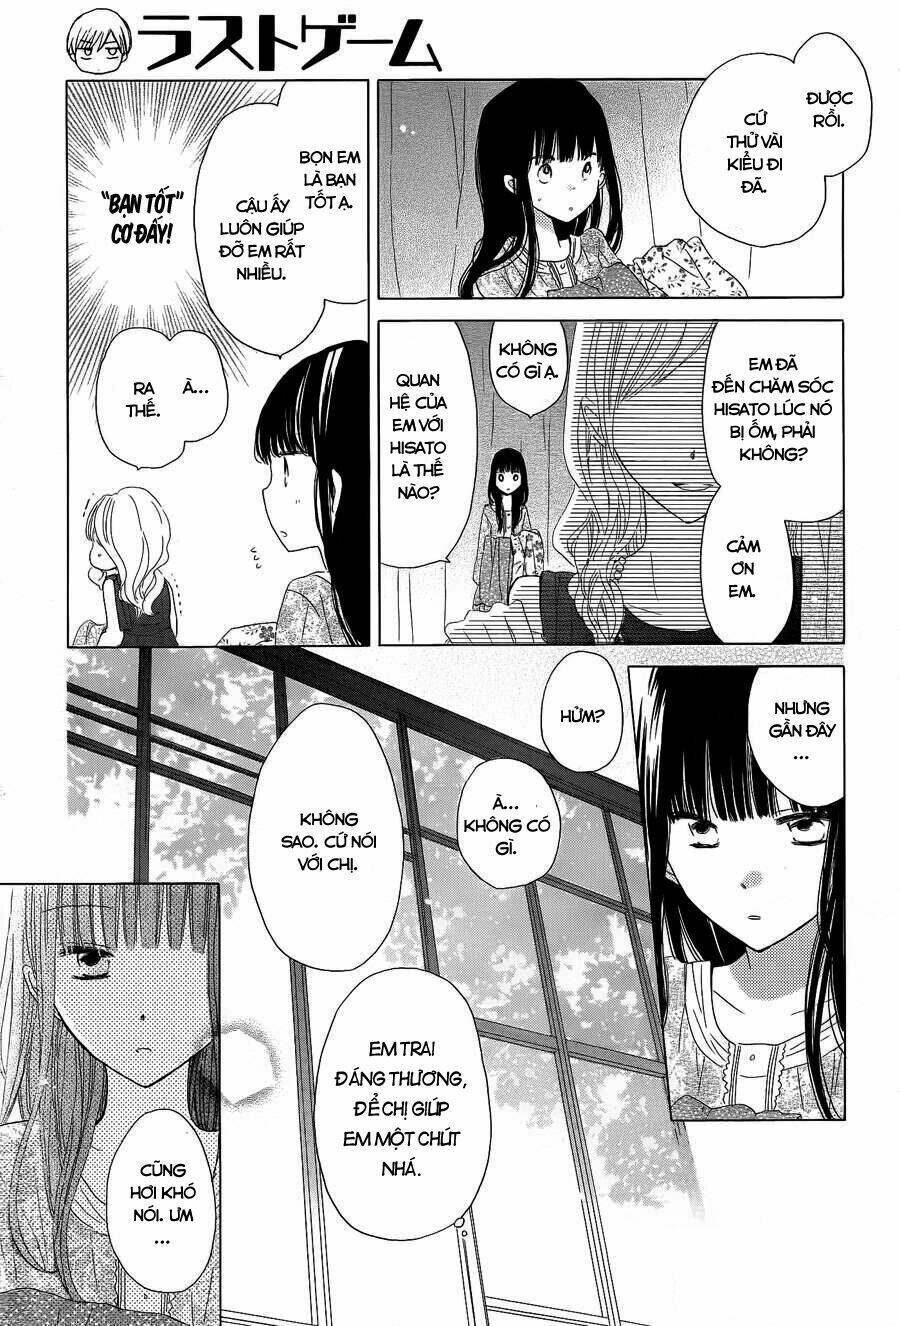 ラストゲーム
ĐƯỢC
RỒI.
CỨ
THỬ VÀI
KIỂU ĐI
ĐÃ.
EM ĐÃ
ĐẾN CHĂM SÓC
HISATO LÚC NÓ
BỊ ỐM, PHẢI
KHÔNG?
CẢM
ƠN
EM.
KHÔNG
CÓ GÌ Ạ.
QUAN
HỆ CỦA
EM VỚI
HISATO
LÀ THẾ
NÀO?
BỌN EM
LÀ BẠN
TỐT Ạ.
CẬU ẤY
LUÔN GIÚP
ĐỠ EM RẤT
NHIỀU.
“BẠN TỐT”
CƠ ĐẤY!
À...
RA
THẾ.
NHƯNG
GẦN ĐÂY
...
HỬM?
À...
KHÔNG CÓ
GÌ.
KHÔNG
SAO. CỨ NÓI
VỚI CHỊ.
EM TRAI
ĐÁNG THƯƠNG,
ĐỂ CHỊ GIÚP
EM MỘT CHÚT
NHÁ.
CŨNG
HƠI KHÓ
NÓI. ƯM
...